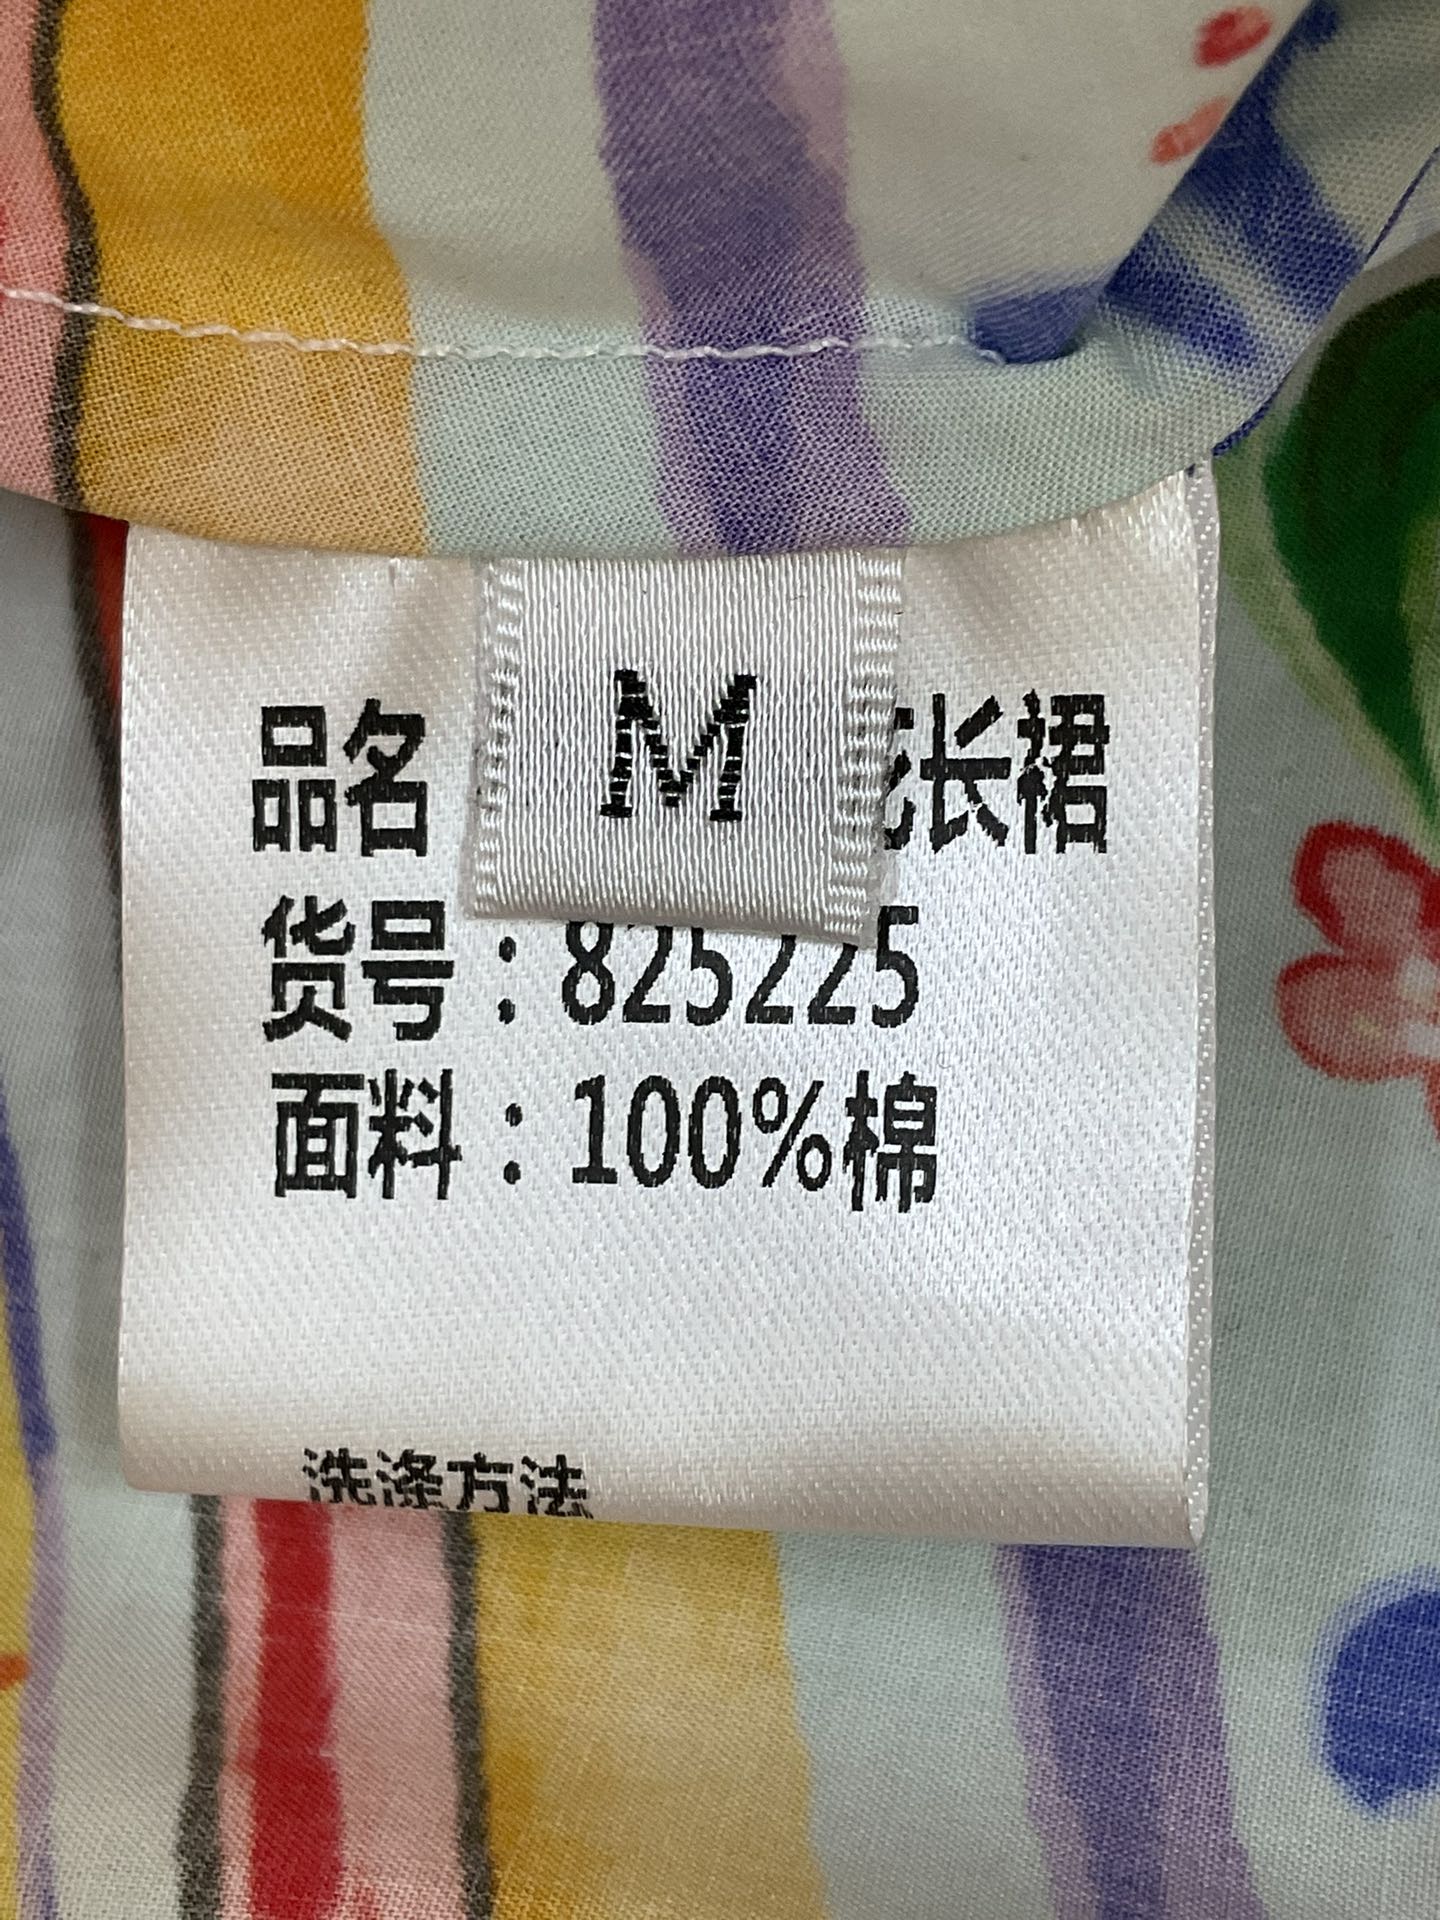 M
品名
长裙
货号：825225
面料：100%棉
洗涤方法